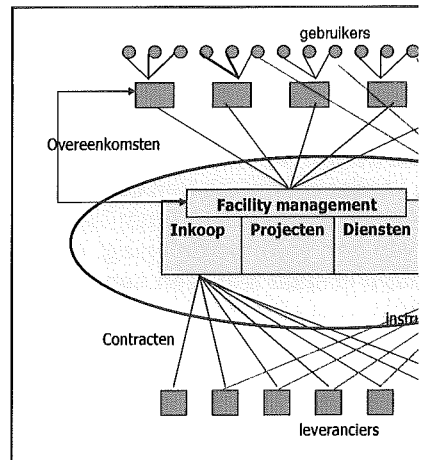 gebruikers
Overeenkomsten
Facility management
Inkoop Projecten Diensten
Contracten
leveranciers